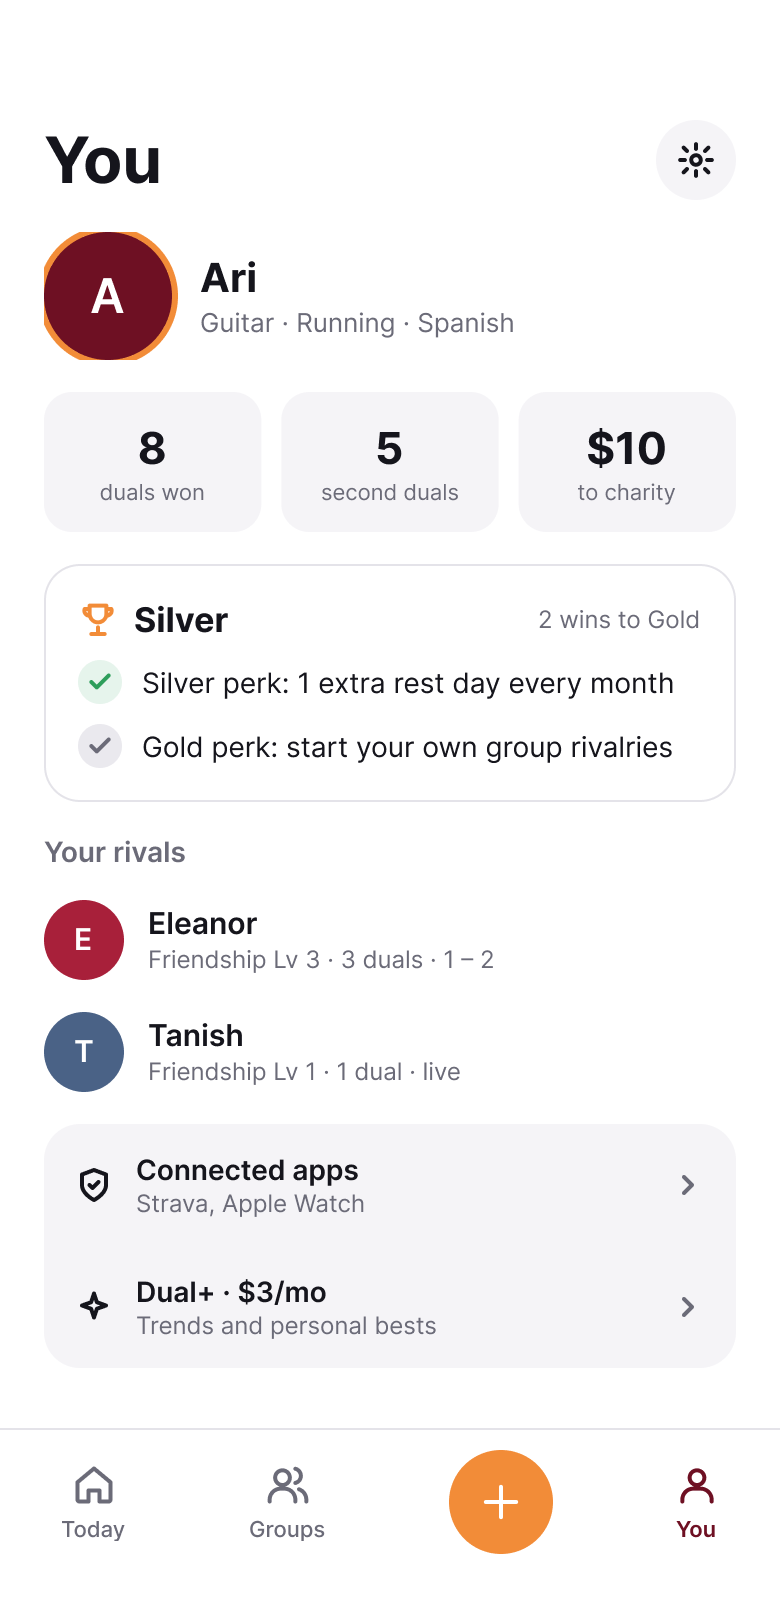 You
A
Ari
Guitar · Running · Spanish
8
duals won
5
second duals
$10
to charity
Silver
2 wins to Gold
Silver perk: 1 extra rest day every month
Gold perk: start your own group rivalries
Your rivals
E
Eleanor
Friendship Lv 3 · 3 duals · 1 – 2
T
Tanish
Friendship Lv 1 · 1 dual · live
Connected apps
Strava, Apple Watch
Dual+ · $3/mo
Trends and personal bests
Today
Groups
You